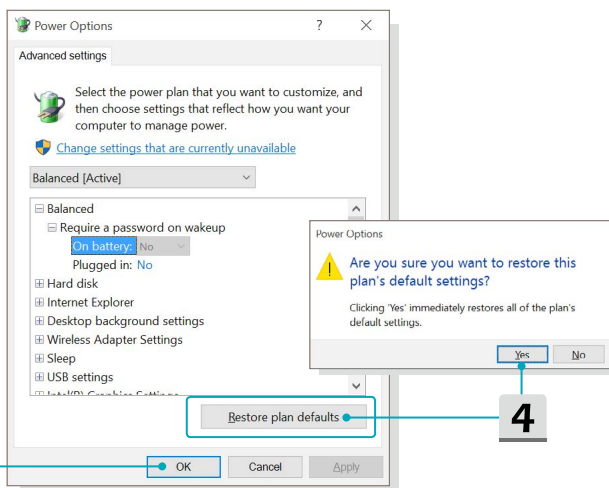 Power Options
?
Advanced settings
Select the power plan that you want to customize, and
then choose settings that reflect how you want your
computer to manage power.
Change settings that are currently unavailable
Balanced [Active]
Balanced
Require a password on wakeup
On battery: No
Plugged in: No
Hard disk
Internet Explorer
Desktop background settings
Wireless Adapter Settings
Sleep
USB settings
Intel(R) Graphics Settings
Restore plan defaults
OK Cancel Apply
Power Options
Are you sure you want to restore this
plan's default settings?
Clicking 'Yes' immediately restores all of the plan's
default settings.
Yes No
4